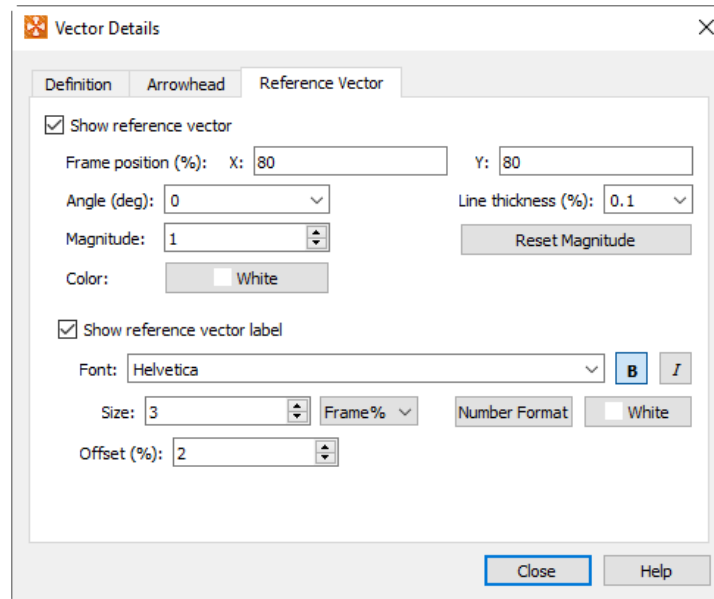 Vector Details
Definition Arrowhead Reference Vector
Show reference vector
Frame position (%): X: 80 Y: 80
Angle (deg): 0 Line thickness (%): 0.1
Magnitude: 1 Reset Magnitude
Color: White
Show reference vector label
Font: Helvetica B I
Size: 3 Frame% Number Format White
Offset (%): 2
Close Help